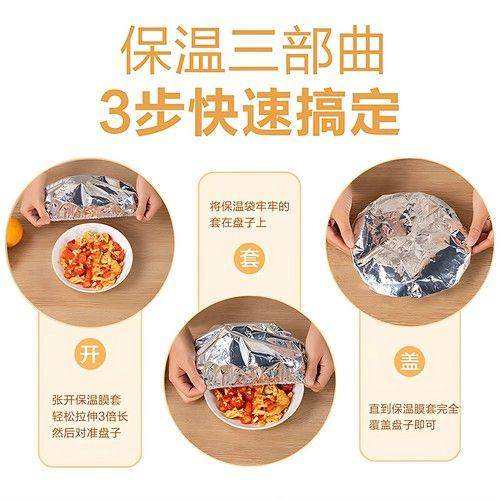 保温三部曲
3步快速搞定
将保温袋牢牢的
套在盘子上
套
开
张开保温膜套
轻松拉伸3倍长
然后对准盘子
盖
直到保温膜套完全
覆盖盘子即可